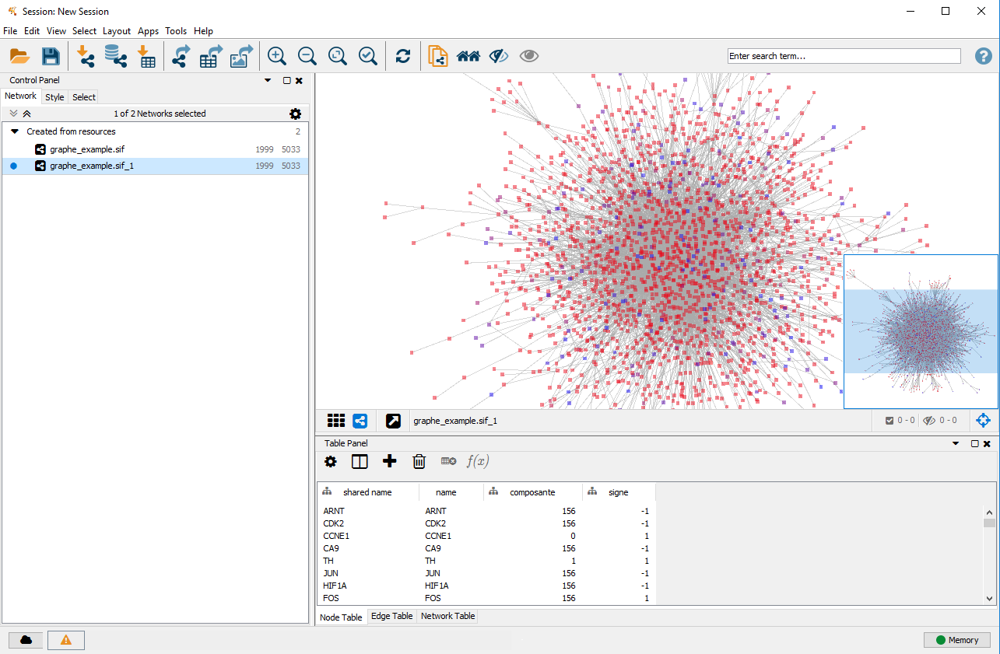 Session: New Session
File Edit View Select Layout Apps Tools Help
Enter search term...
?
Control Panel
Network Style Select
1 of 2 Networks selected
Created from resources 2
graphe_example.sif 1999 5033
graphe_example.sif_1 1999 5033
graphe_example.sif_1 0 - 0 0 - 0
Table Panel
f(x)
shared name name composante signe
ARNT ARNT 156 -1
CDK2 CDK2 156 -1
CCNE1 CCNE1 0 1
CA9 CA9 156 -1
TH TH 1 1
JUN JUN 156 -1
HIF1A HIF1A 156 -1
FOS FOS 156 1
Node Table Edge Table Network Table
Memory